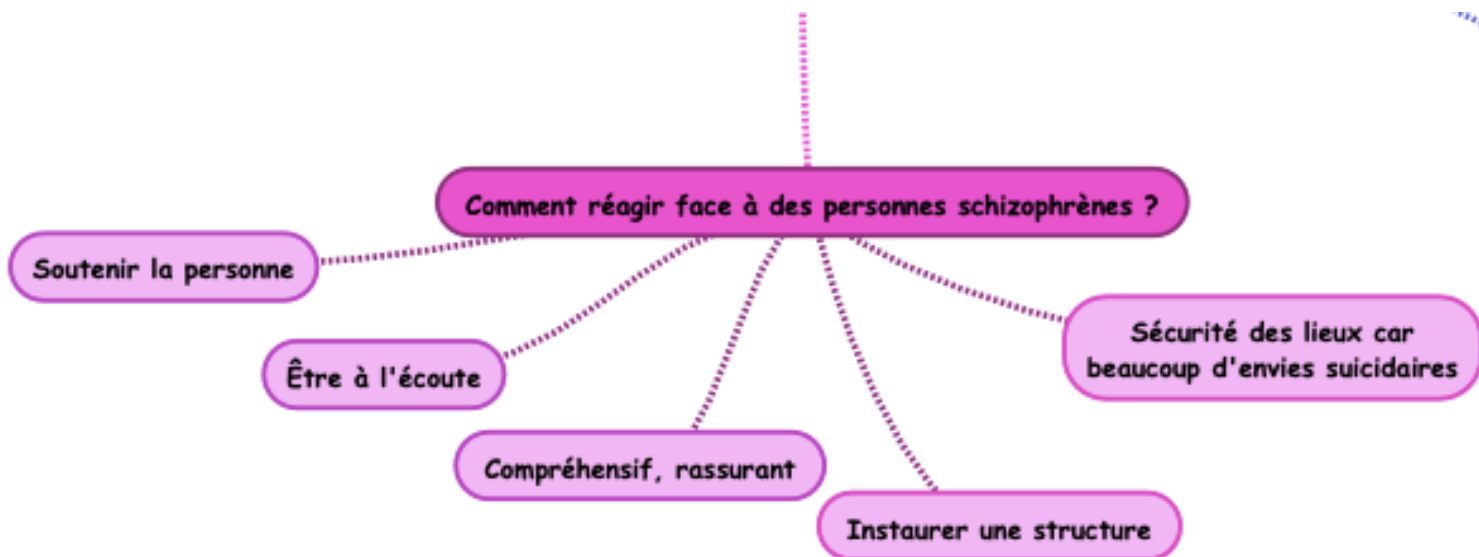 Comment réagir face à des personnes schizophrènes ?
Soutenir la personne
Être à l'écoute
Compréhensif, rassurant
Instaurer une structure
Sécurité des lieux car
beaucoup d'envies suicidaires